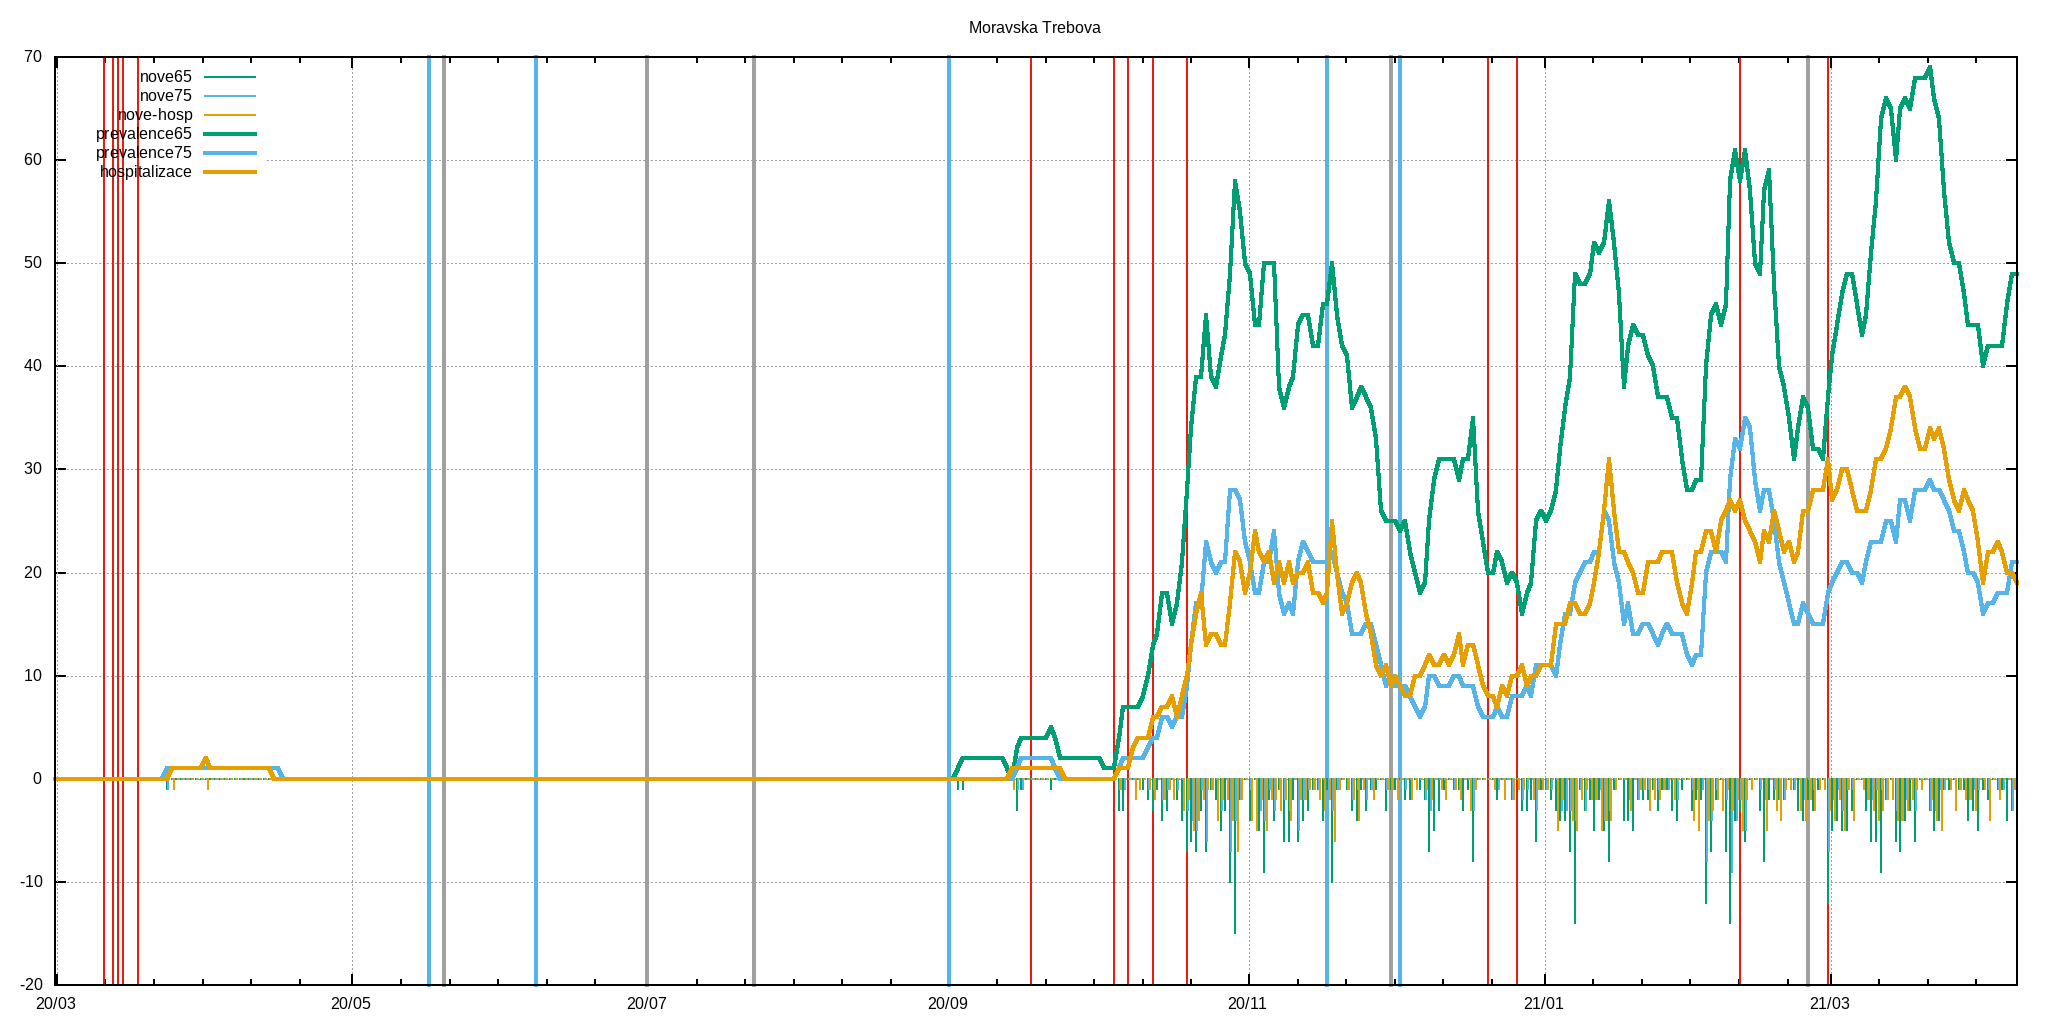 Moravska Trebova
70
nove65
nove75
nove-hosp
prevalence65
prevalence75
hospitalizace
60
50
40
30
20
10
0
-10
-20
20/03 20/05 20/07 20/09 20/11 21/01 21/03